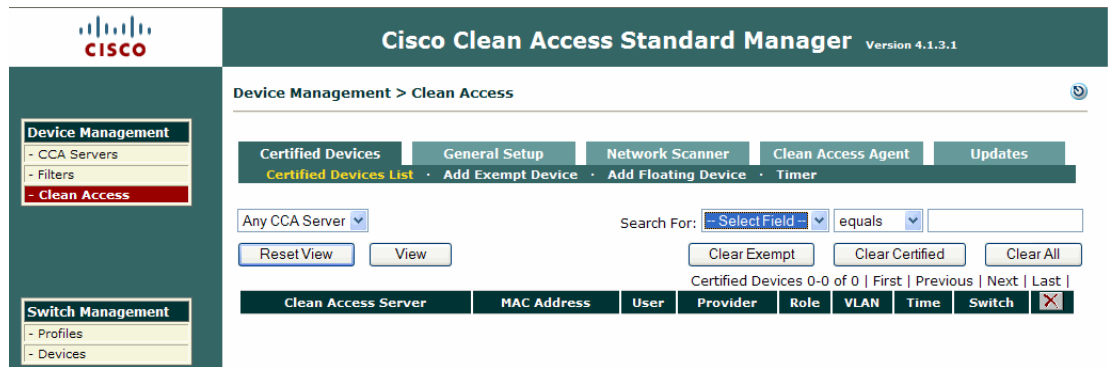 CISCO
Cisco Clean Access Standard Manager Version 4.1.3.1
Device Management > Clean Access
Device Management
- CCA Servers
- Filters
- Clean Access
Certified Devices General Setup Network Scanner Clean Access Agent Updates
Certified Devices List · Add Exempt Device · Add Floating Device · Timer
Any CCA Server Search For: -- Select Field -- equals
Reset View View Clear Exempt Clear Certified Clear All
Certified Devices 0-0 of 0 | First | Previous | Next | Last |
Clean Access Server MAC Address User Provider Role VLAN Time Switch
Switch Management
- Profiles
- Devices